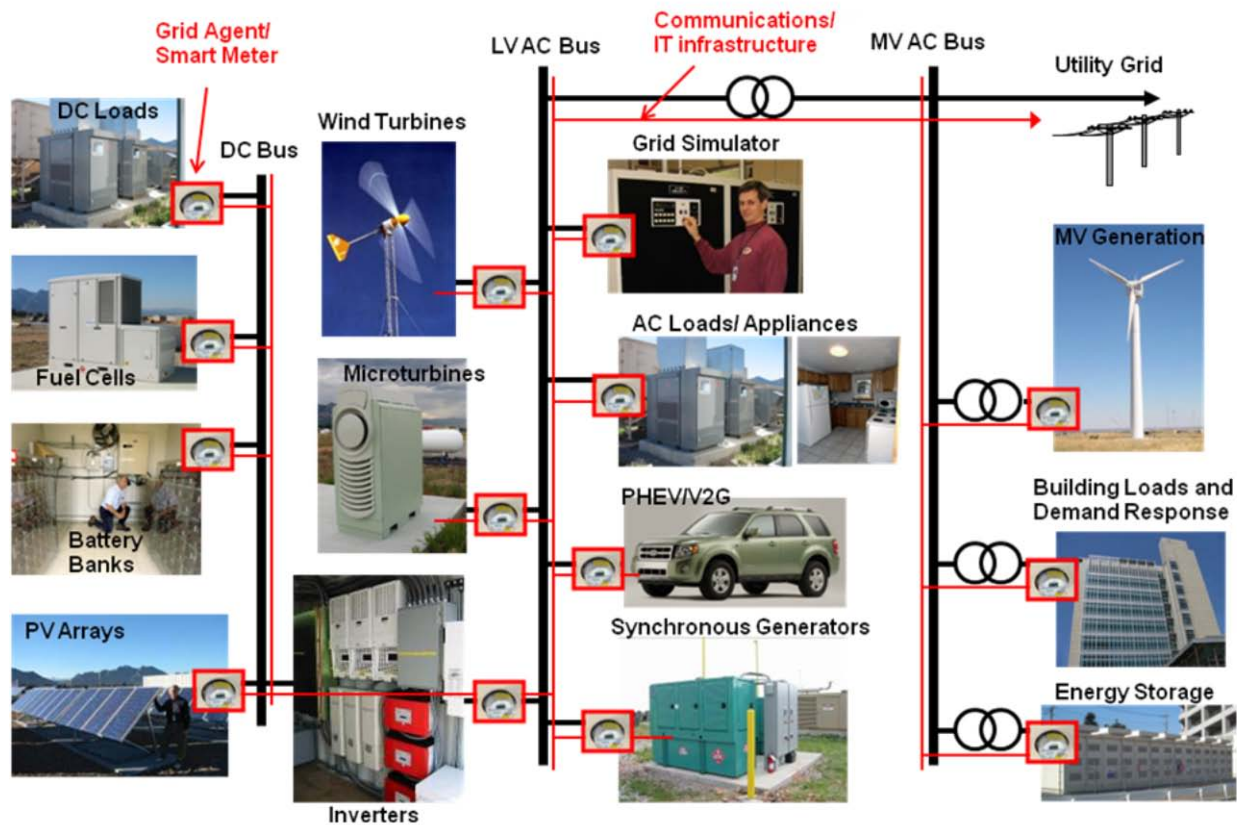 Grid Agent/
Smart Meter
LV AC Bus
Communications/
IT infrastructure
MV AC Bus
Utility Grid
DC Loads
DC Bus
Wind Turbines
Grid Simulator
MV Generation
Fuel Cells
Microturbines
AC Loads/ Appliances
Battery
Banks
PHEV/V2G
Building Loads and
Demand Response
PV Arrays
Synchronous Generators
Energy Storage
Inverters